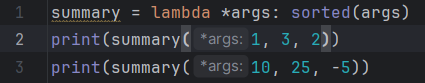 1 summary = lambda *args: sorted(args)
2 print(summary( *args: 1, 3, 2))
3 print(summary( *args: 10, 25, -5))